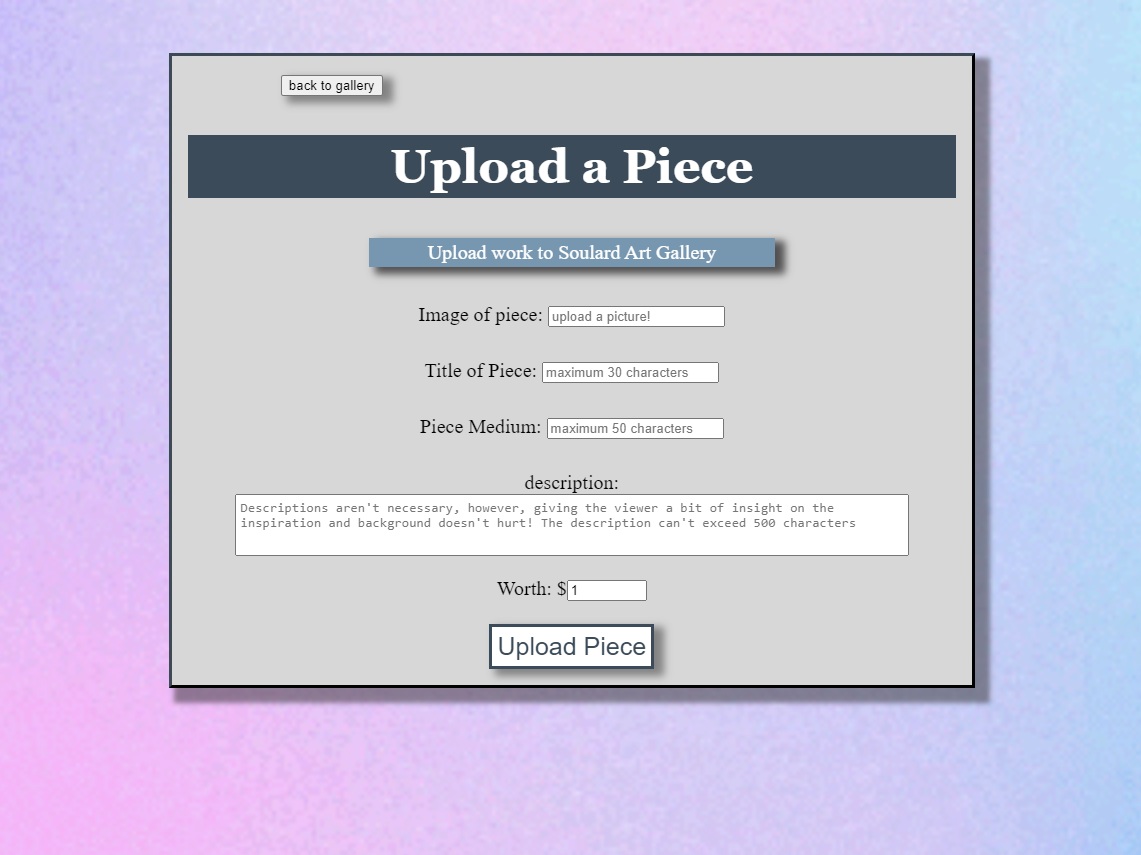 back to gallery
Upload a Piece
Upload work to Soulard Art Gallery
Image of piece: upload a picture!
Title of Piece: maximum 30 characters
Piece Medium: maximum 50 characters
description:
Descriptions aren't necessary, however, giving the viewer a bit of insight on the
inspiration and background doesn't hurt! The description can't exceed 500 characters
Worth: $1
Upload Piece